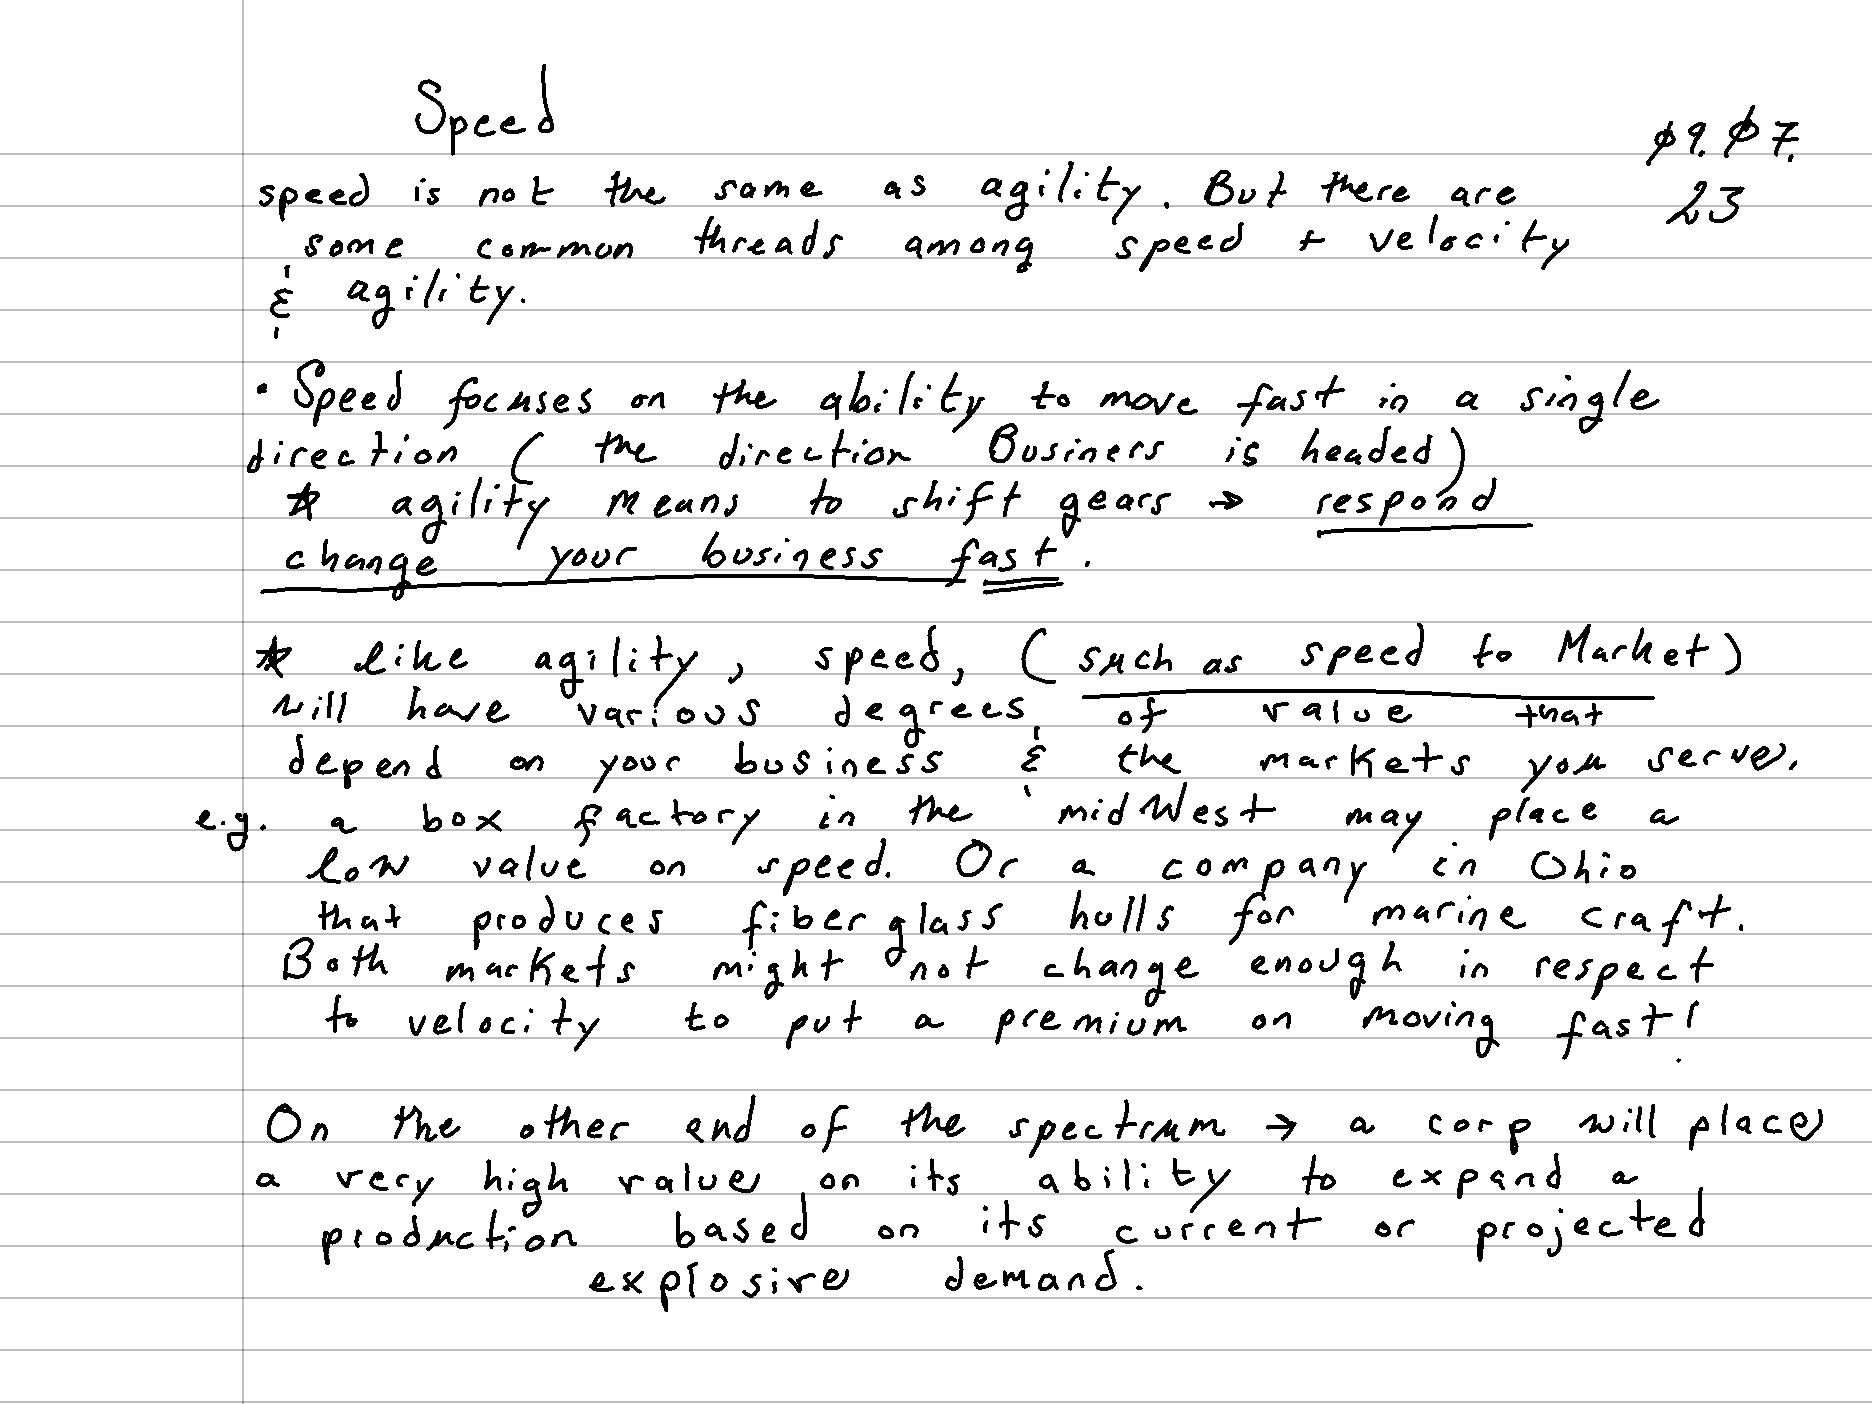 Speed
09.07.
23
speed is not the same as agility. But there are
some common threads among speed + velocity
& agility.
• Speed focuses on the ability to move fast in a single
direction ( the direction Business is headed)
* agility means to shift gears → respond
change your business fast.
* like agility, speed, (such as speed to Market)
will have various degrees of value that
depend on your business & the markets you serve.
e.g. a box factory in the midWest may place a
low value on speed. Or a company in Ohio
that produces fiberglass hulls for marine craft.
Both markets might not change enough in respect
to velocity to put a premium on moving fast!
On the other end of the spectrum → a corp will place
a very high value on its ability to expand a
production based on its current or projected
explosive demand.